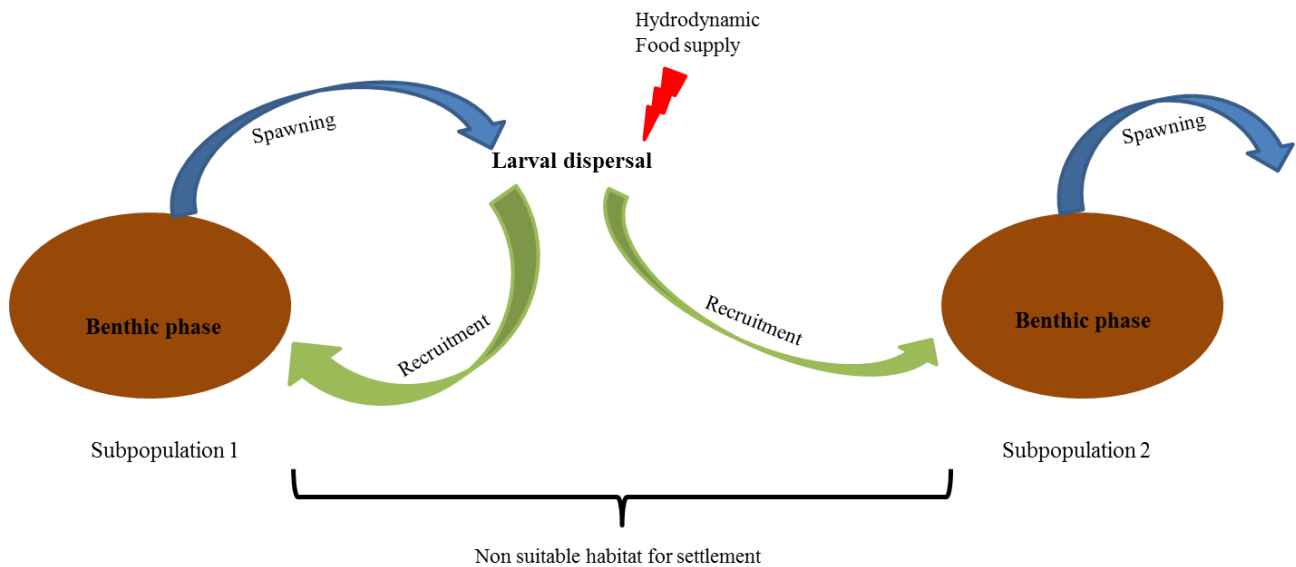 Hydrodynamic
Food supply
Spawning
Spawning
Larval dispersal
Benthic phase
Recruitment
Recruitment
Benthic phase
Subpopulation 1
Subpopulation 2
Non suitable habitat for settlement